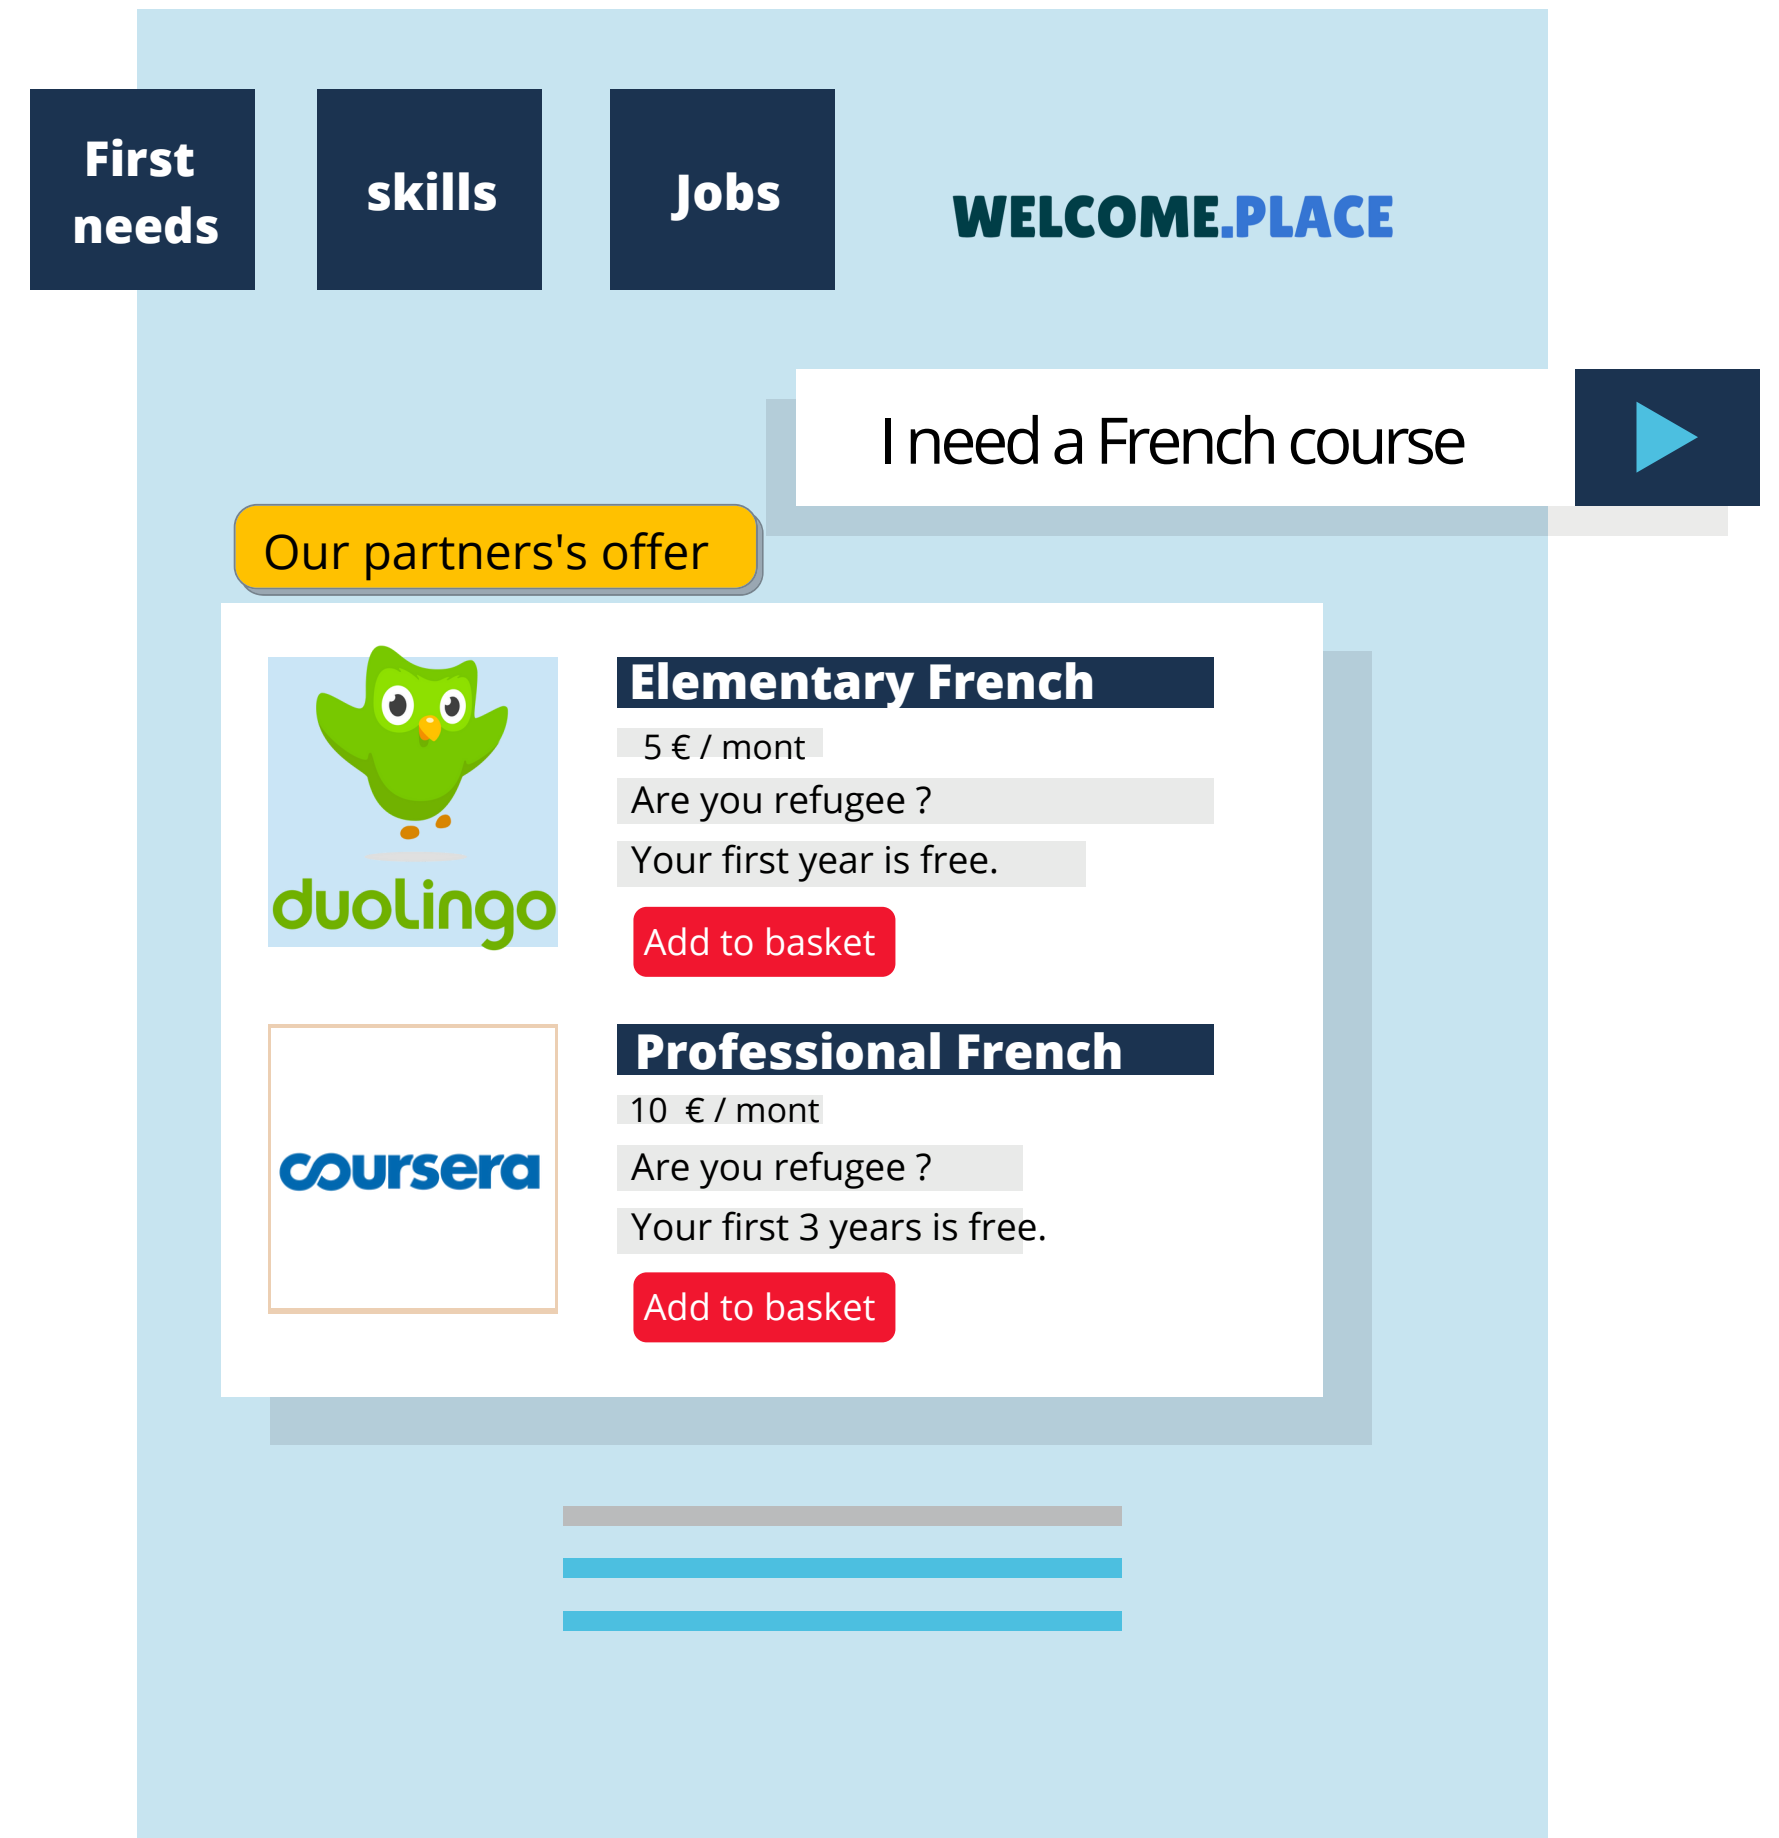 First
needs
skills
Jobs
WELCOME.PLACE
I need a French course
Our partners's offer
duolingo
Elementary French
5 € / mont
Are you refugee ?
Your first year is free.
Add to basket
coursera
Professional French
10 € / mont
Are you refugee ?
Your first 3 years is free.
Add to basket